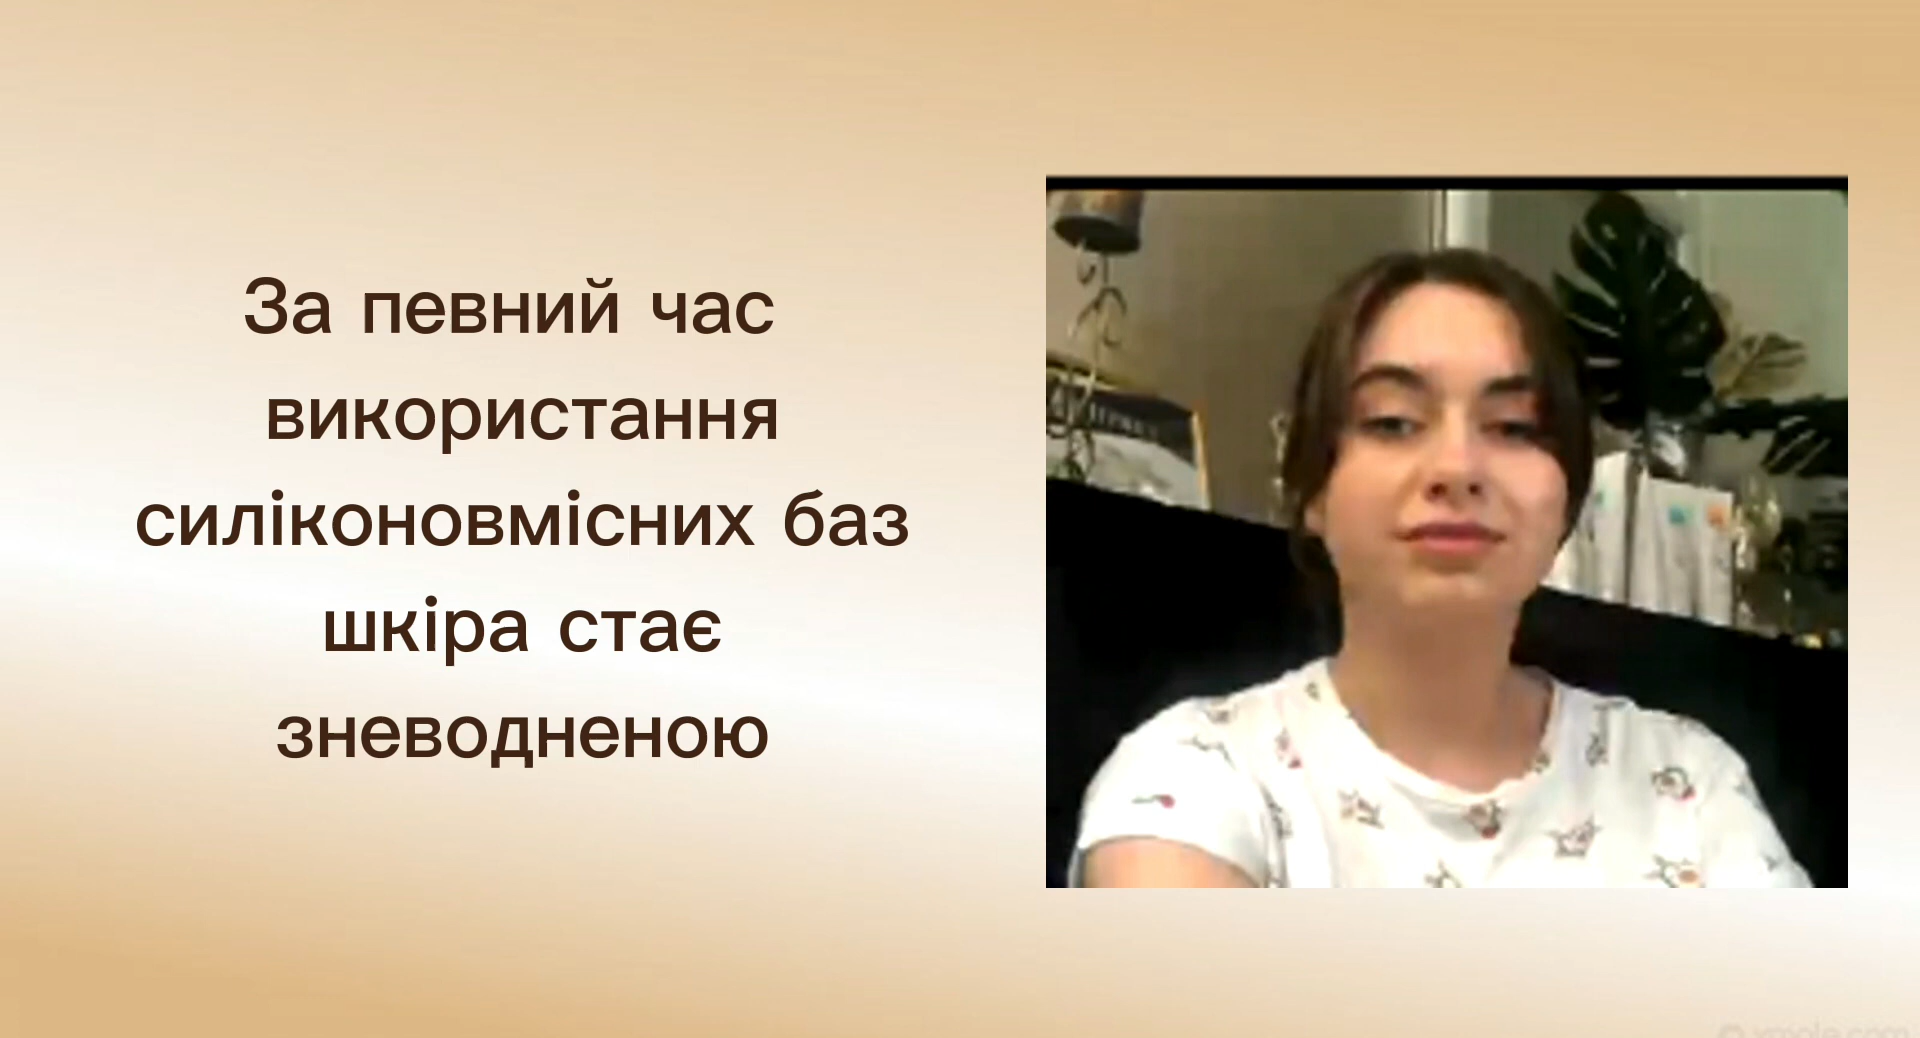 За певний час
використання
силіконовмісних баз
шкіра стає
зневодненою